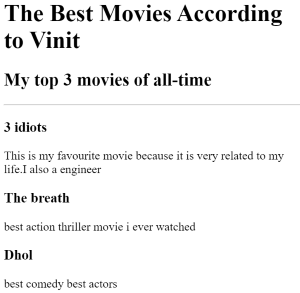 The Best Movies According
to Vinit
My top 3 movies of all-time
3 idiots
This is my favourite movie because it is very related to my
life.I also a engineer
The breath
best action thriller movie i ever watched
Dhol
best comedy best actors